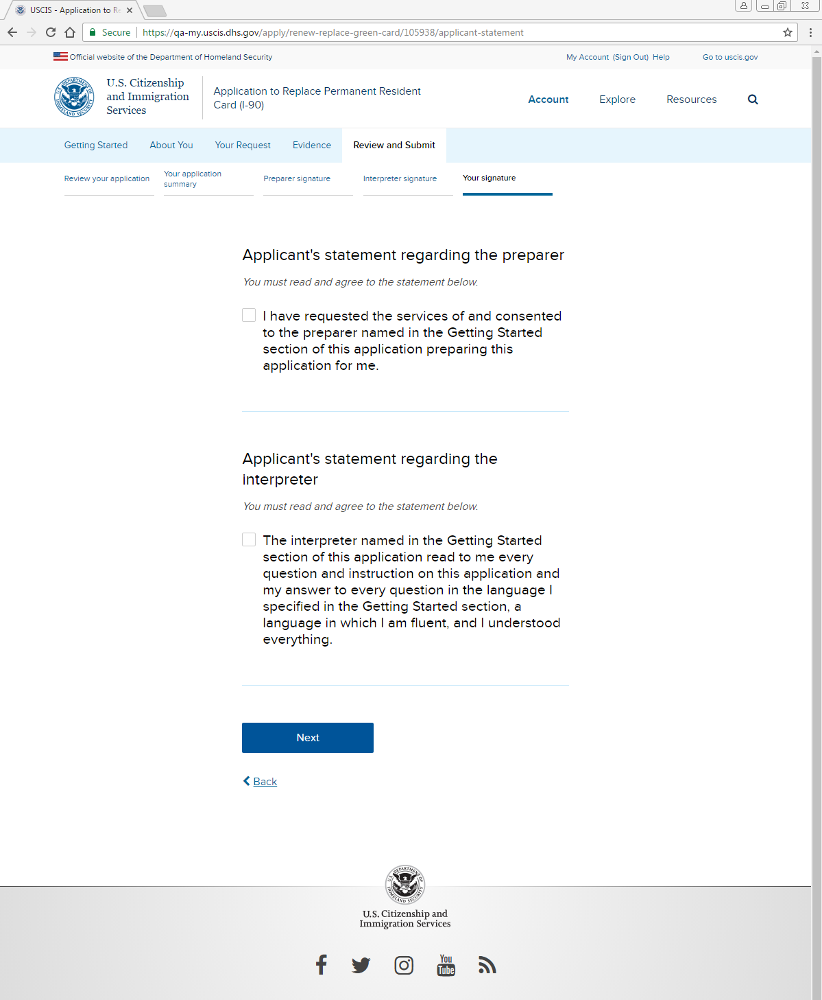 USCIS - Application to Re
Secure
https://qa-my.uscis.dhs.gov/apply/renew-replace-green-card/105938/applicant-statement
Official website of the Department of Homeland Security
My Account (Sign Out) Help
Go to uscis.gov
U.S. DEPARTMENT OF HOMELAND SECURITY
U.S. Citizenship
and Immigration
Services
Application to Replace Permanent Resident
Card (I-90)
Account
Explore
Resources
Getting Started
About You
Your Request
Evidence
Review and Submit
Review your application
Your application
summary
Preparer signature
Interpreter signature
Your signature
Applicant's statement regarding the preparer
You must read and agree to the statement below.
I have requested the services of and consented
to the preparer named in the Getting Started
section of this application preparing this
application for me.
Applicant's statement regarding the
interpreter
You must read and agree to the statement below.
The interpreter named in the Getting Started
section of this application read to me every
question and instruction on this application and
my answer to every question in the language I
specified in the Getting Started section, a
language in which I am fluent, and I understood
everything.
Next
Back
U.S. DEPARTMENT OF HOMELAND SECURITY
U.S. Citizenship and
Immigration Services
You
Tube